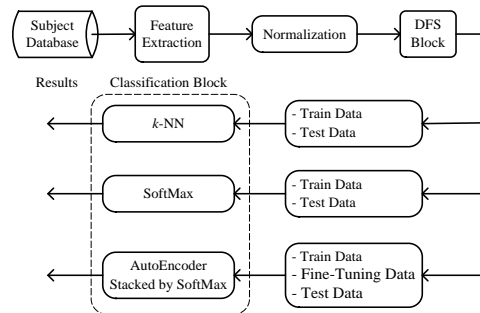 Subject
Database
Feature
Extraction
Normalization
DFS
Block
Results
Classification Block
k-NN
- Train Data
- Test Data
SoftMax
- Train Data
- Test Data
AutoEncoder
Stacked by SoftMax
- Train Data
- Fine-Tuning Data
- Test Data